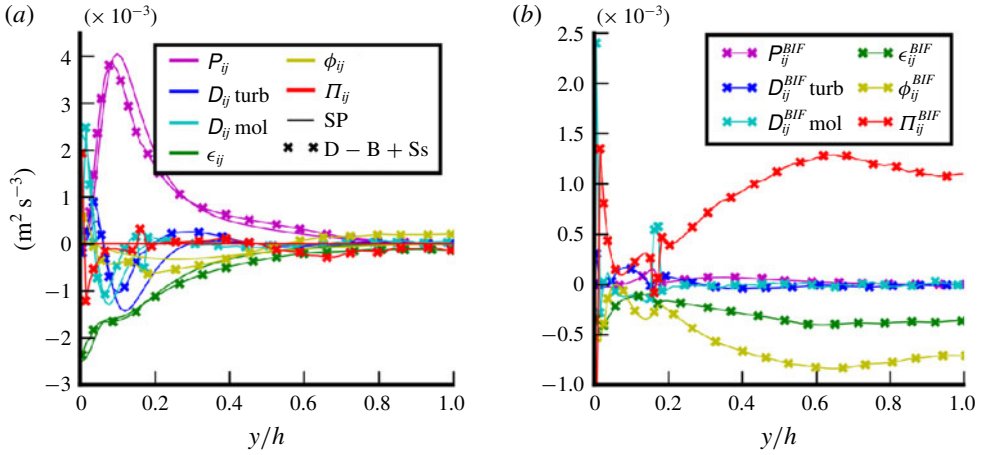 (a)
(× 10⁻³)
(m² s⁻³)
4
3
2
1
0
−1
−2
−3
0
0.2
0.4
0.6
0.8
1.0
y/h
P_ij
D_ij turb
D_ij mol
ϵ_ij
ϕ_ij
Π_ij
SP
D − B + Ss
(b)
(× 10⁻³)
2.5
2.0
1.5
1.0
0.5
0
−0.5
−1.0
0
0.2
0.4
0.6
0.8
1.0
y/h
P_ij^BIF
D_ij^BIF turb
D_ij^BIF mol
ϵ_ij^BIF
ϕ_ij^BIF
Π_ij^BIF